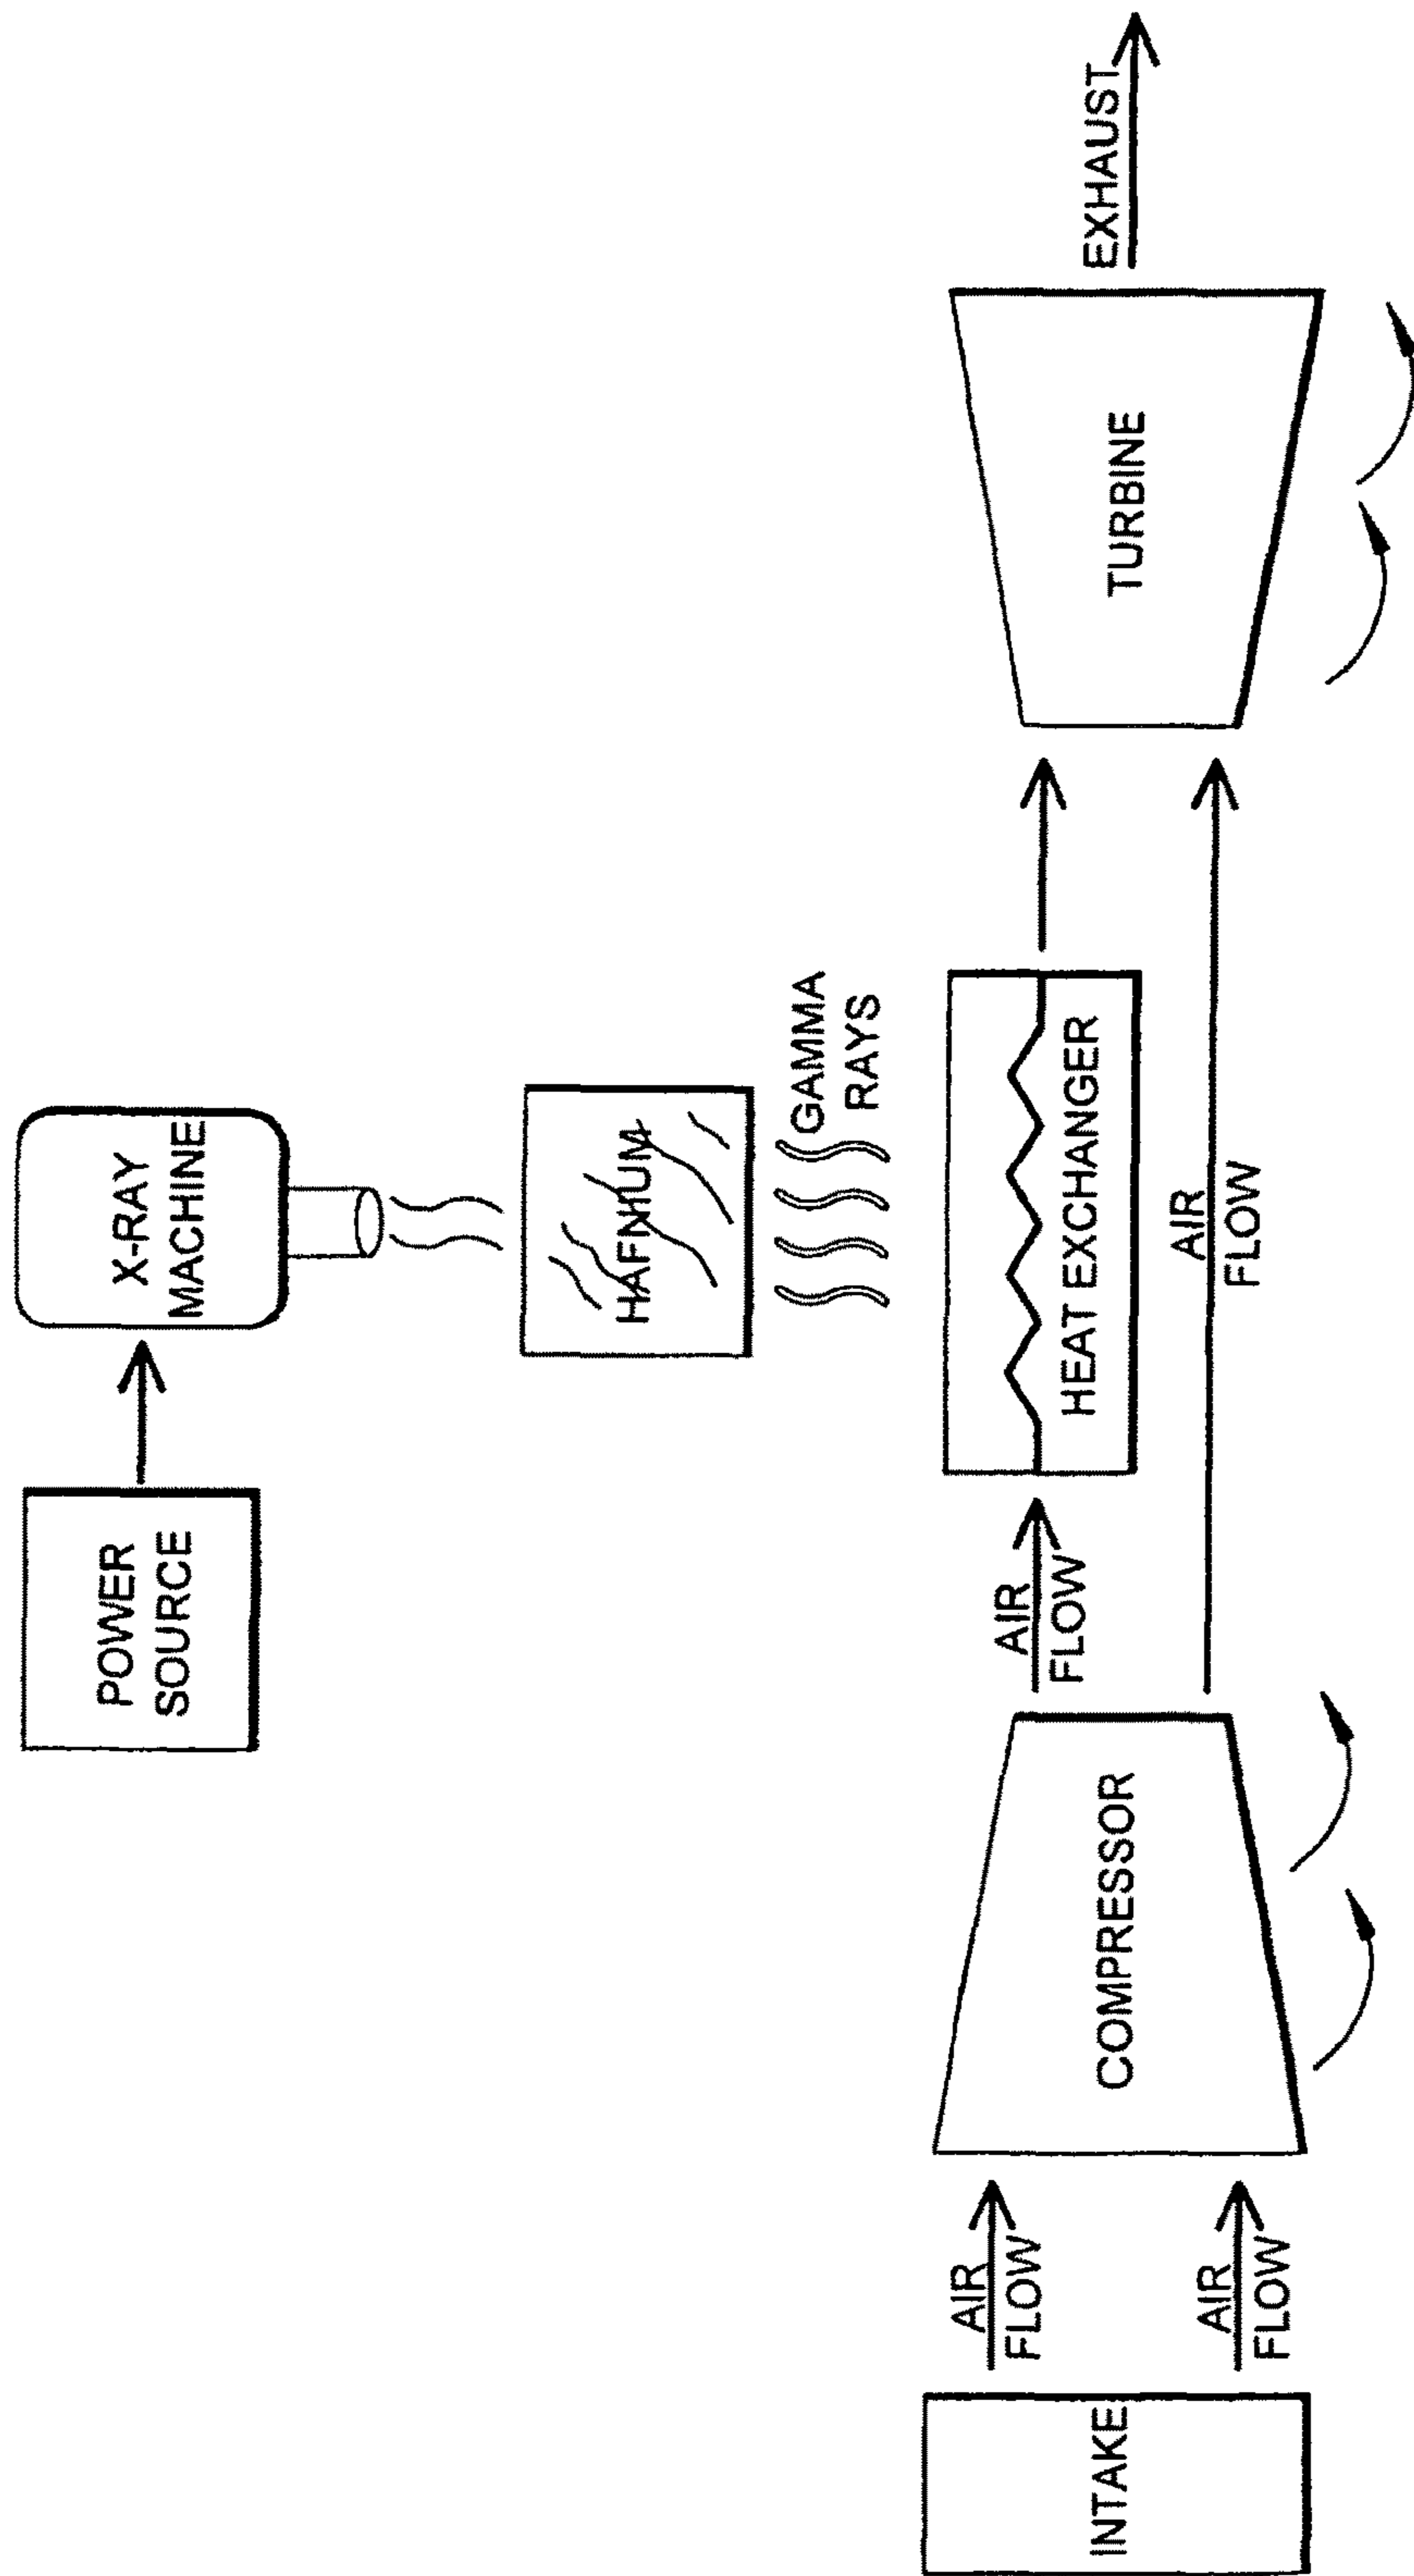 POWER
SOURCE
X-RAY
MACHINE
HAFNIUM
GAMMA
RAYS
INTAKE
AIR
FLOW
AIR
FLOW
COMPRESSOR
AIR
FLOW
HEAT EXCHANGER
AIR
FLOW
TURBINE
EXHAUST